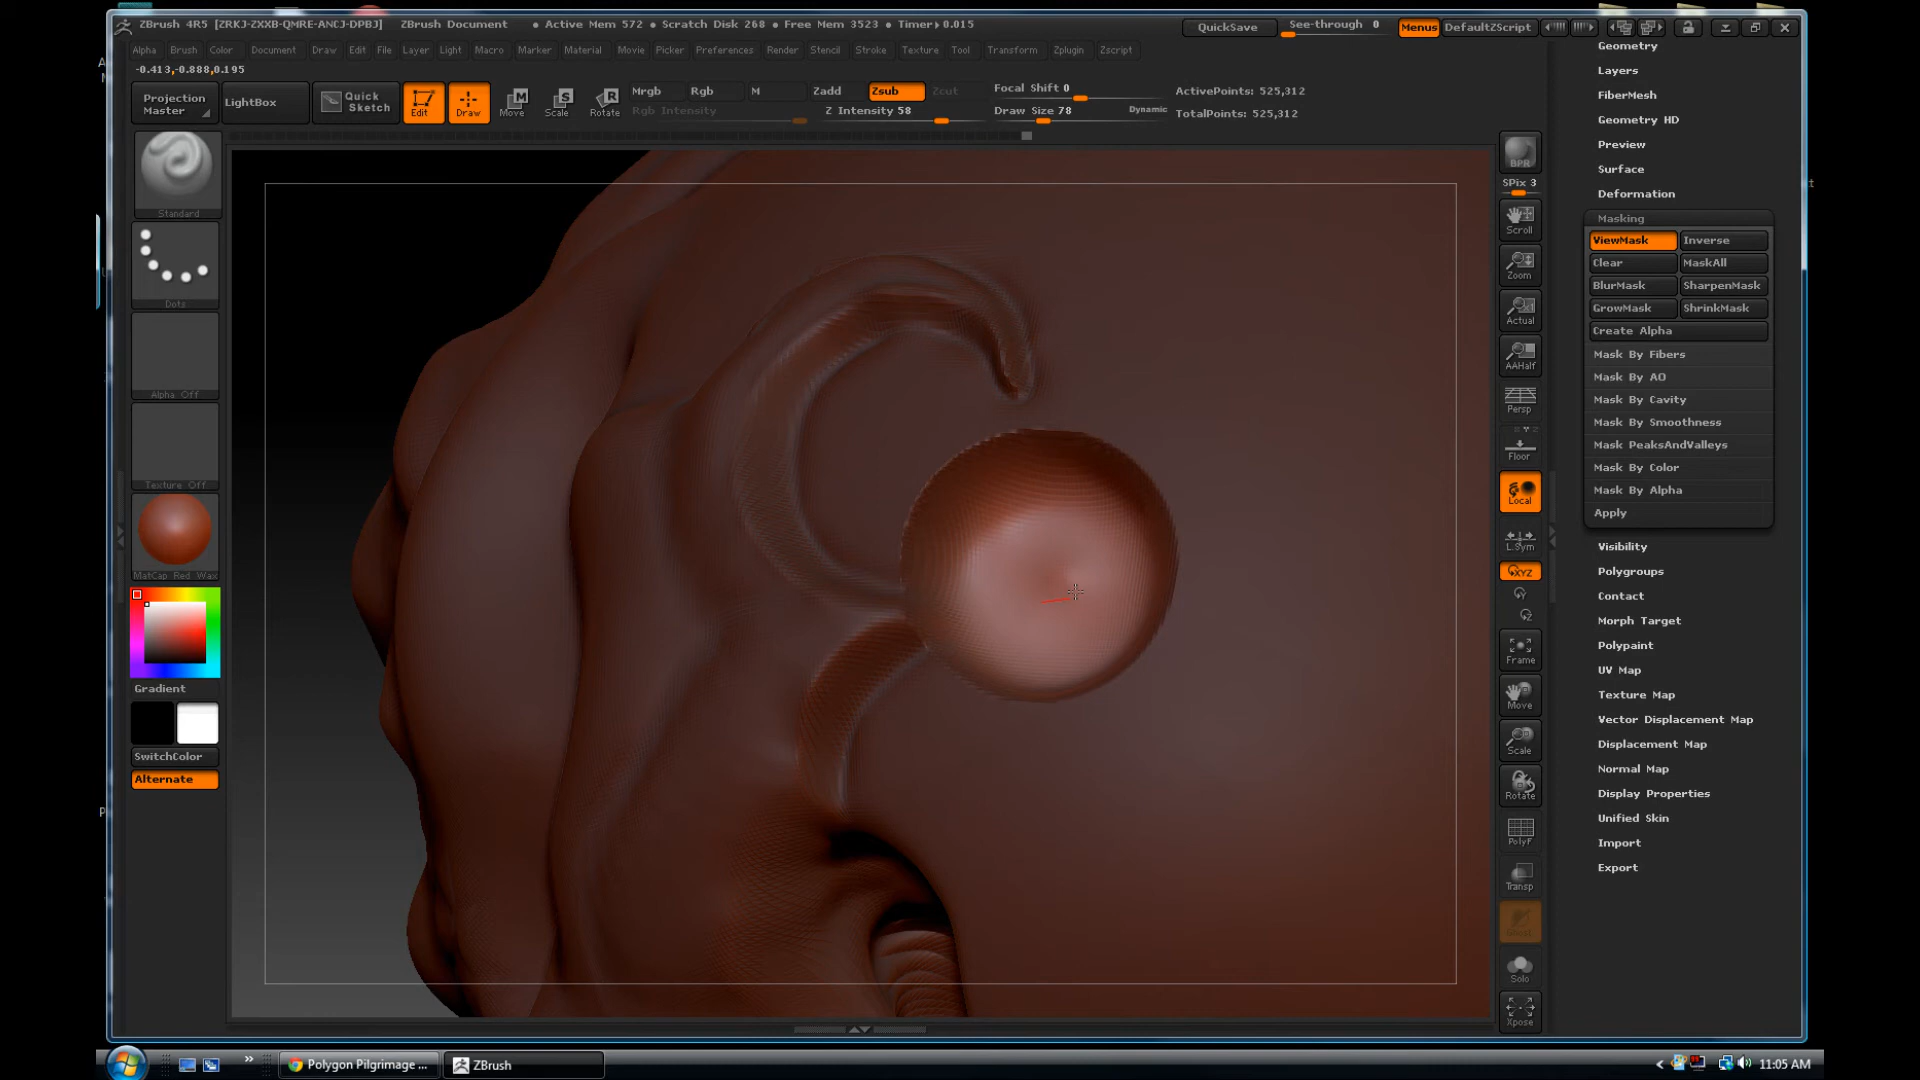 ZBrush 4R5 [ZRKJ-ZXXB-QMRE-ANCJ-DPBJ] ZBrush Document • Active Mem 572 • Scratch Disk 268 • Free Mem 3523 • Timer▸0.015 QuickSave See-through 0 Menus DefaultZScript
Alpha Brush Color Document Draw Edit File Layer Light Macro Marker Material Movie Picker Preferences Render Stencil Stroke Texture Tool Transform Zplugin Zscript
-0.413,-0.888,0.195
Projection Master
LightBox
Quick Sketch
Edit
Draw
Move
Scale
Rotate
Mrgb Rgb M Zadd Zsub Zcut
Rgb Intensity Z Intensity 58
Focal Shift 0
Draw Size 78 Dynamic
ActivePoints: 525,312
TotalPoints: 525,312
Standard
Dots
Alpha Off
Texture Off
MatCap Red Wax
Gradient
SwitchColor
Alternate
BPR
SPix 3
Scroll
Zoom
Actual
AAHalf
Persp
Floor
Local
L.Sym
XYZ
Frame
Move
Scale
Rotate
PolyF
Transp
Solo
Xpose
Geometry
Layers
FiberMesh
Geometry HD
Preview
Surface
Deformation
Masking
ViewMask Inverse
Clear MaskAll
BlurMask SharpenMask
GrowMask ShrinkMask
Create Alpha
Mask By Fibers
Mask By AO
Mask By Cavity
Mask By Smoothness
Mask PeaksAndValleys
Mask By Color
Mask By Alpha
Apply
Visibility
Polygroups
Contact
Morph Target
Polypaint
UV Map
Texture Map
Vector Displacement Map
Displacement Map
Normal Map
Display Properties
Unified Skin
Import
Export
Polygon Pilgrimage ...
ZBrush
11:05 AM